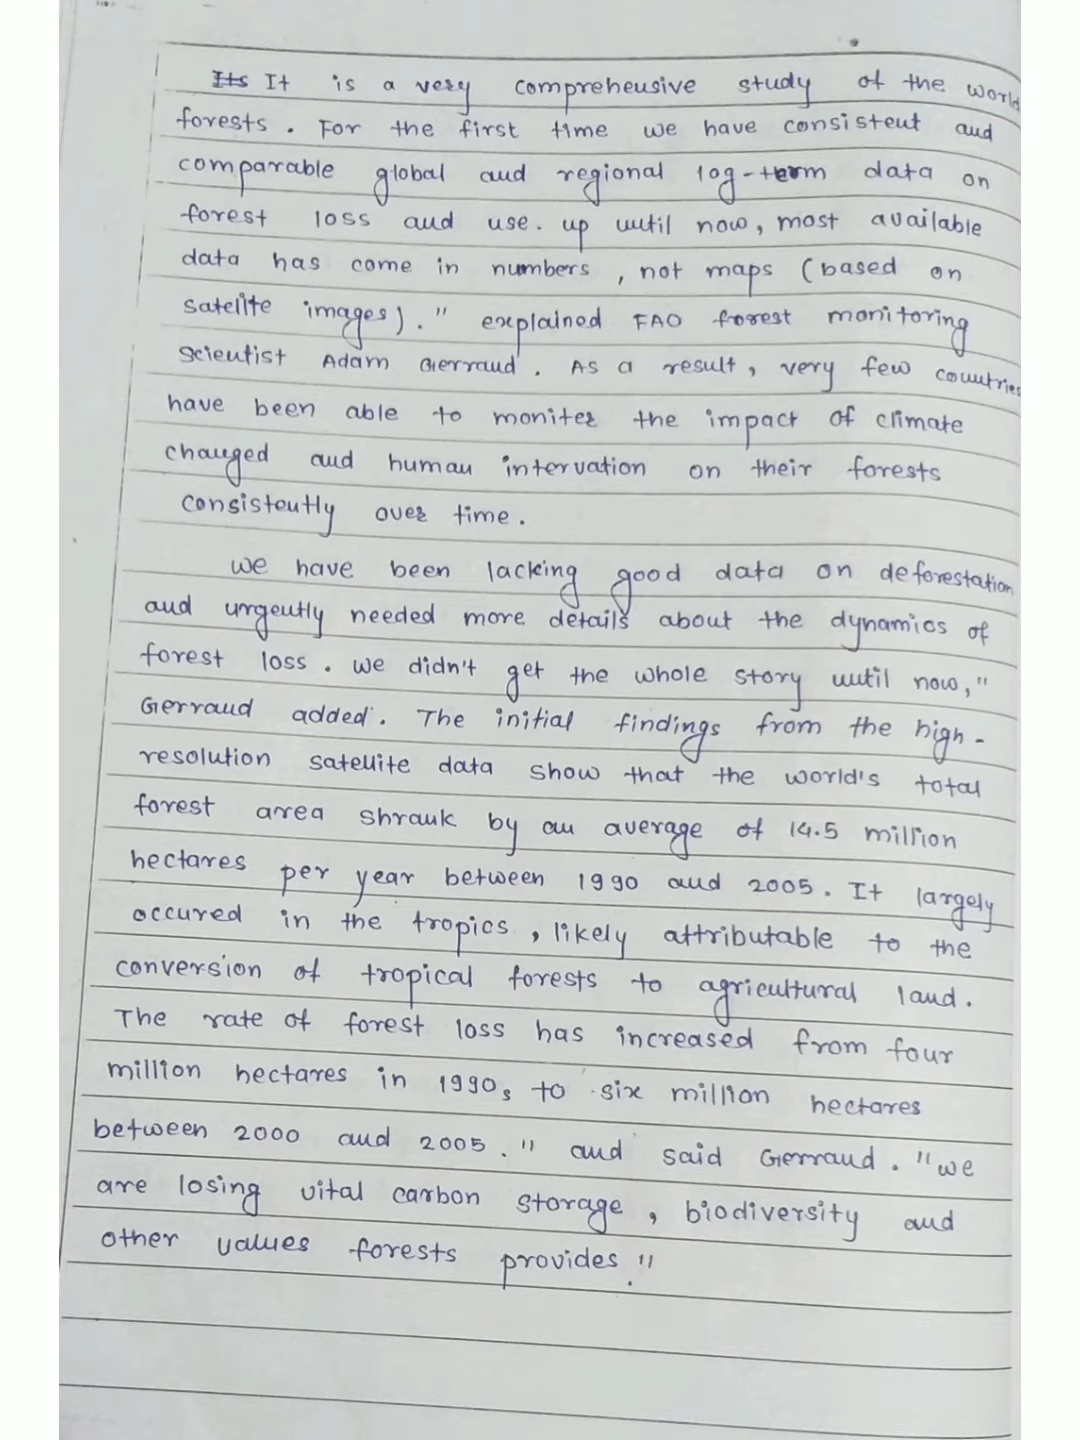 Its It is a very comprehensive study of the world
forests. For the first time we have consistent and
comparable global and regional log-term data on
forest loss and use. up until now, most available
data has come in numbers, not maps (based on
satelite images)." explained FAO forest monitoring
scientist Adam Gerraud. As a result, very few countries
have been able to moniter the impact of climate
changed and human intervation on their forests
consistently over time.
we have been lacking good data on deforestation
and urgently needed more details about the dynamics of
forest loss. we didn't get the whole story until now,"
Gerraud added. The initial findings from the high-
resolution satellite data show that the world's total
forest area shrank by an average of 14.5 million
hectares per year between 1990 and 2005. It largely
occured in the tropics, likely attributable to the
conversion of tropical forests to agricultural land.
The rate of forest loss has increased from four
million hectares in 1990s to six million hectares
between 2000 and 2005." and said Gerraud. "we
are losing vital carbon storage, biodiversity and
other values forests provides."